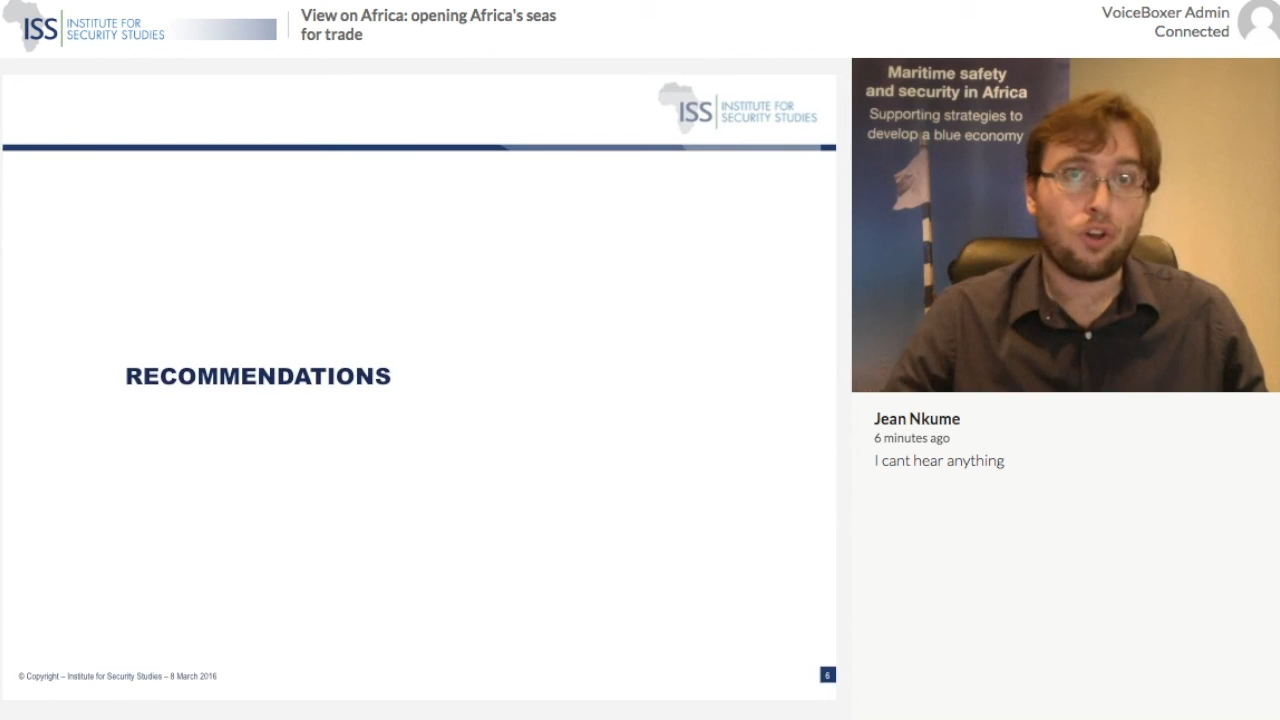 ISS
INSTITUTE FOR
SECURITY STUDIES
View on Africa: opening Africa's seas
for trade
VoiceBoxer Admin
Connected
ISS
INSTITUTE FOR
SECURITY STUDIES
RECOMMENDATIONS
© Copyright – Institute for Security Studies – 8 March 2016
6
Maritime safety
and security in Africa
Supporting strategies to
develop a blue economy
Jean Nkume
6 minutes ago
I cant hear anything